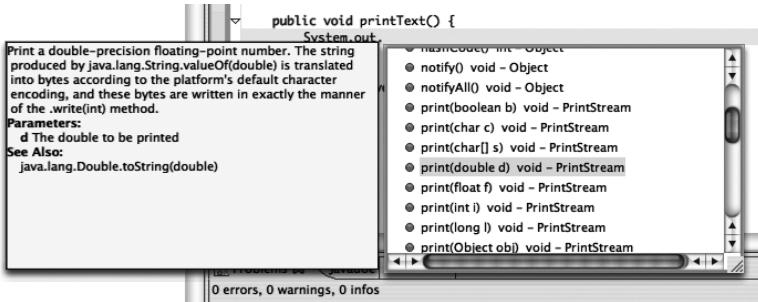 public void printText() {
System.out.
Print a double-precision floating-point number. The string
produced by java.lang.String.valueOf(double) is translated
into bytes according to the platform's default character
encoding, and these bytes are written in exactly the manner
of the .write(int) method.
Parameters:
d The double to be printed
See Also:
java.lang.Double.toString(double)
hashCode() int - Object
notify() void - Object
notifyAll() void - Object
print(boolean b) void - PrintStream
print(char c) void - PrintStream
print(char[] s) void - PrintStream
print(double d) void - PrintStream
print(float f) void - PrintStream
print(int i) void - PrintStream
print(long l) void - PrintStream
print(Object obj) void - PrintStream
Problems
Javadoc
0 errors, 0 warnings, 0 infos